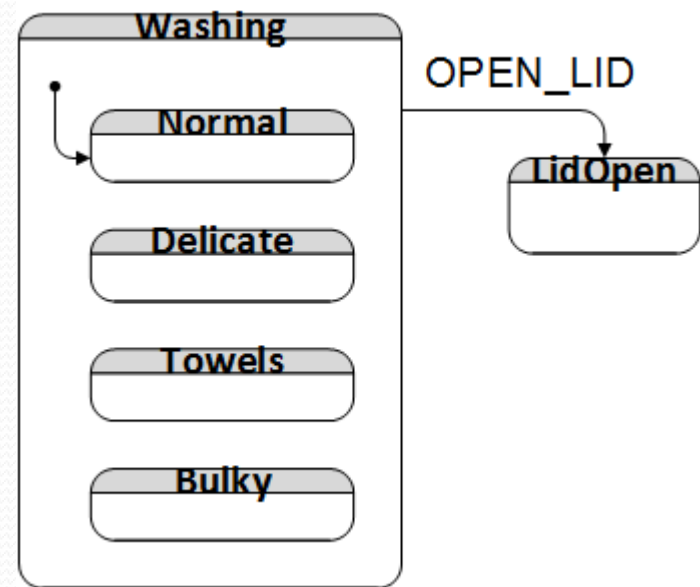 Washing
OPEN_LID
Normal
LidOpen
Delicate
Towels
Bulky